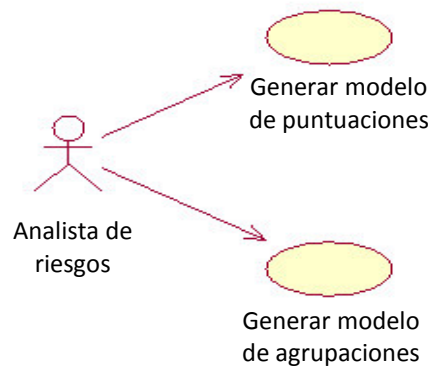 Generar modelo
de puntuaciones
Analista de
riesgos
Generar modelo
de agrupaciones